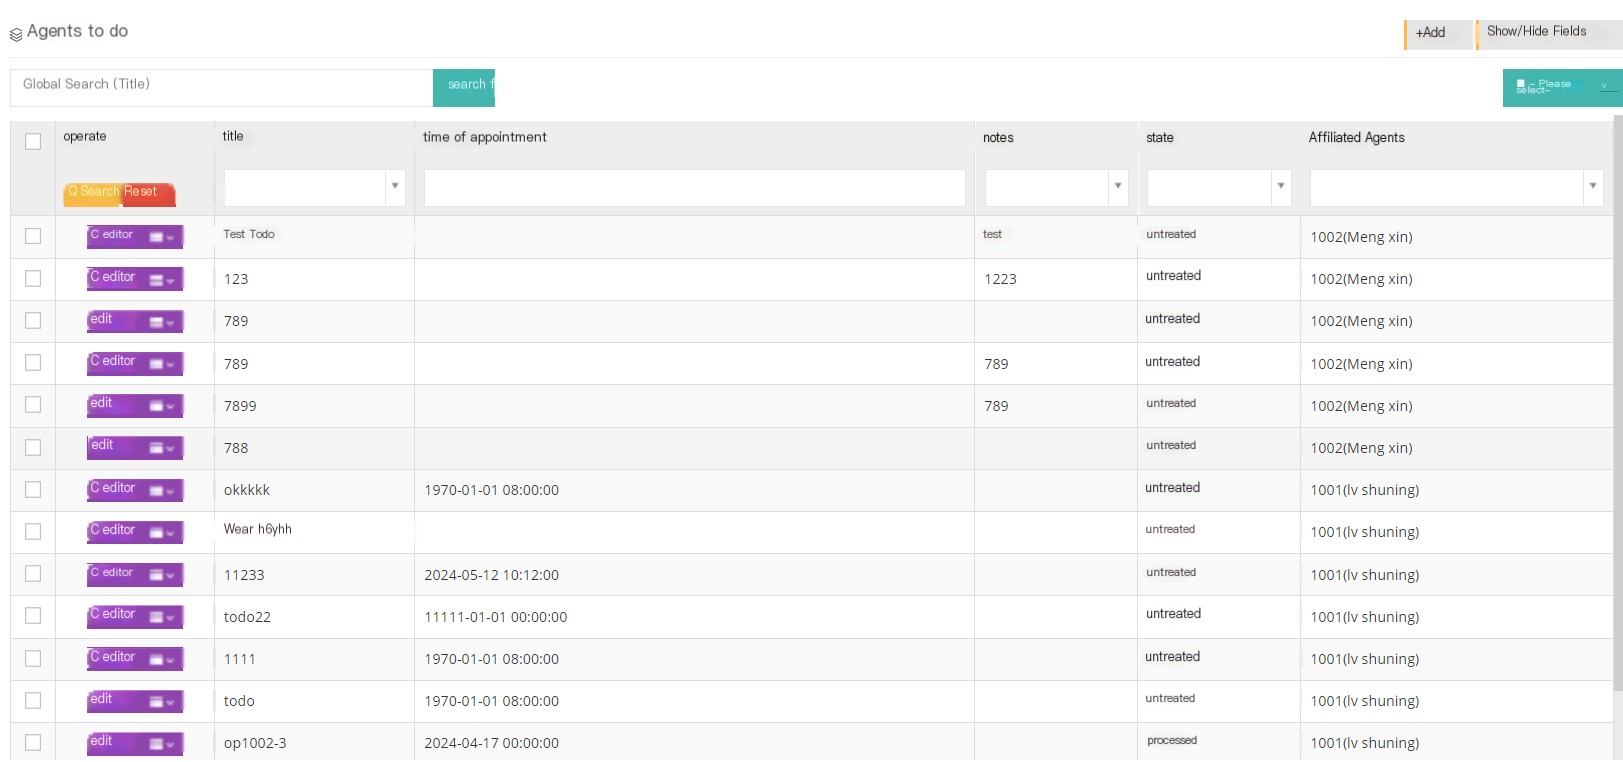 Agents to do
+Add
Show/Hide Fields
Global Search (Title)
search f
– Please
select–
operate title time of appointment notes state Affiliated Agents
Q Search Reset
C editor Test Todo test untreated 1002(Meng xin)
C editor 123 1223 untreated 1002(Meng xin)
edit 789 untreated 1002(Meng xin)
C editor 789 789 untreated 1002(Meng xin)
edit 7899 789 untreated 1002(Meng xin)
edit 788 untreated 1002(Meng xin)
C editor okkkkk 1970-01-01 08:00:00 untreated 1001(lv shuning)
C editor Wear h6yhh untreated 1001(lv shuning)
C editor 11233 2024-05-12 10:12:00 untreated 1001(lv shuning)
C editor todo22 11111-01-01 00:00:00 untreated 1001(lv shuning)
C editor 1111 1970-01-01 08:00:00 untreated 1001(lv shuning)
edit todo 1970-01-01 08:00:00 untreated 1001(lv shuning)
edit op1002-3 2024-04-17 00:00:00 processed 1001(lv shuning)